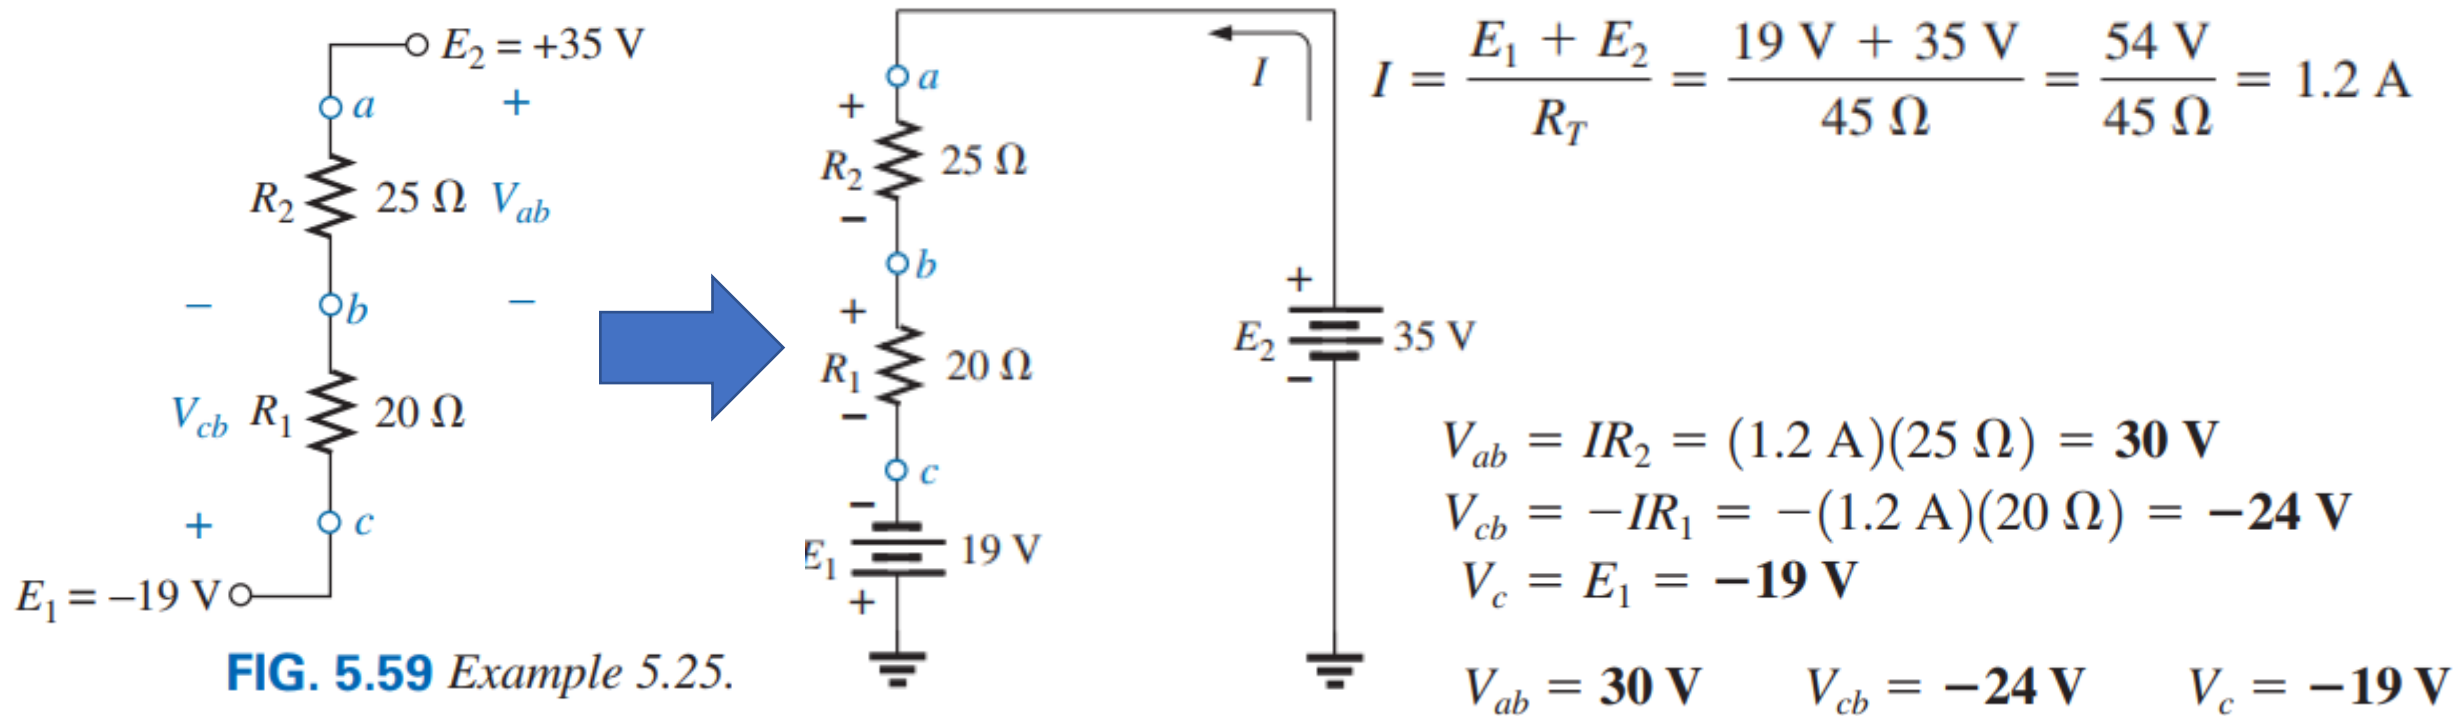 E₂ = +35 V
a
+
R₂
25 Ω
V_ab
−
b
−
V_cb
R₁
20 Ω
+
c
E₁ = −19 V
FIG. 5.59 Example 5.25.
a
+
R₂
25 Ω
−
b
+
R₁
20 Ω
−
c
−
E₁
19 V
+
I
+
E₂
35 V
−
I = (E₁ + E₂) / R_T = (19 V + 35 V) / 45 Ω = 54 V / 45 Ω = 1.2 A
V_ab = IR₂ = (1.2 A)(25 Ω) = 30 V
V_cb = −IR₁ = −(1.2 A)(20 Ω) = −24 V
V_c = E₁ = −19 V
V_ab = 30 V V_cb = −24 V V_c = −19 V